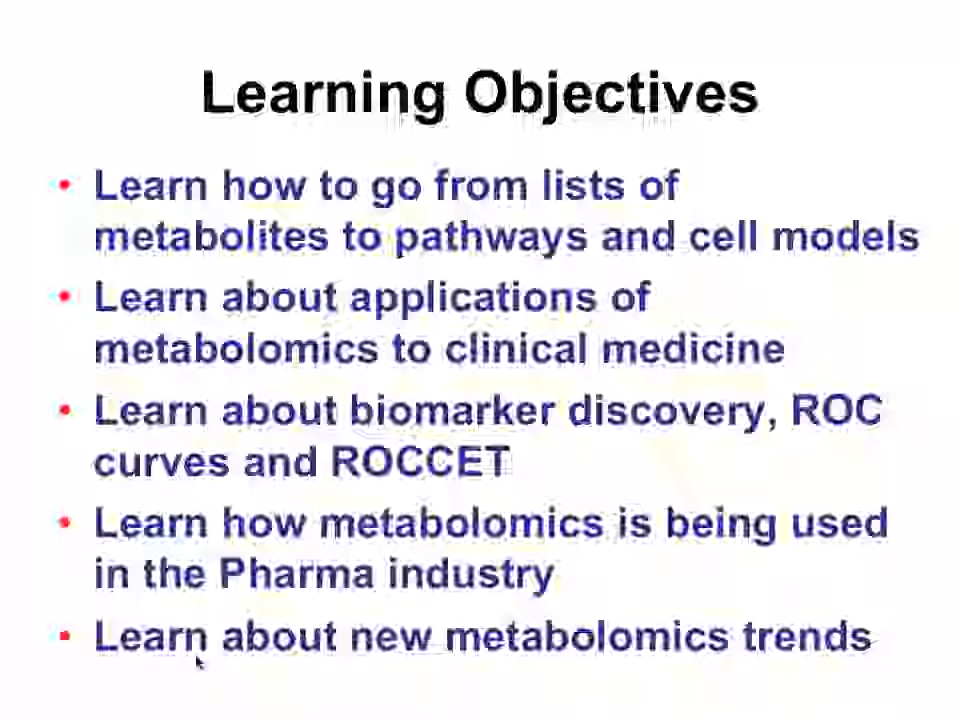 Learning Objectives
• Learn how to go from lists of
metabolites to pathways and cell models
• Learn about applications of
metabolomics to clinical medicine
• Learn about biomarker discovery, ROC
curves and ROCCET
• Learn how metabolomics is being used
in the Pharma industry
• Learn about new metabolomics trends